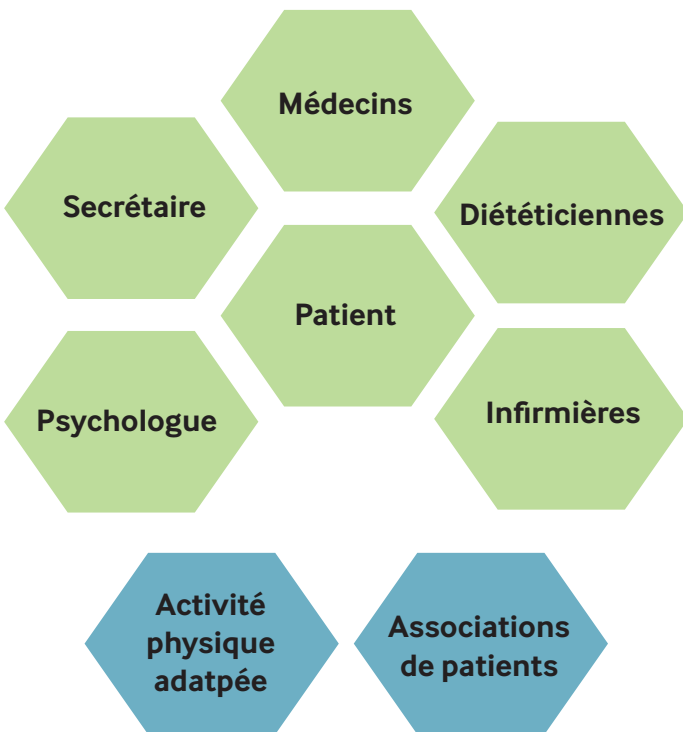 Médecins
Secrétaire
Diététiciennes
Patient
Psychologue
Infirmières
Activité
physique
adatpée
Associations
de patients